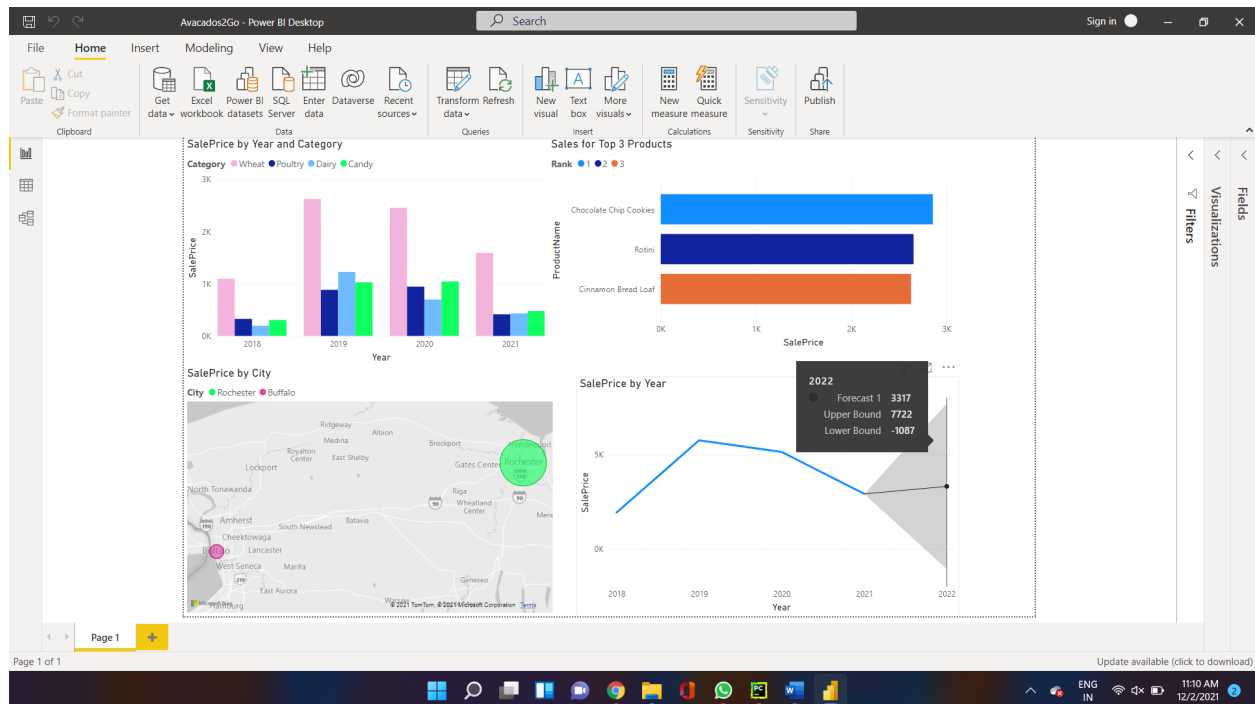 Avacados2Go - Power BI Desktop
Search
Sign in
File Home Insert Modeling View Help
Paste
Cut
Copy
Format painter
Clipboard
Get data
Excel workbook
Power BI datasets
SQL Server
Enter data
Dataverse
Recent sources
Data
Transform data
Refresh
Queries
New visual
Text box
More visuals
Insert
New measure
Quick measure
Calculations
Sensitivity
Sensitivity
Publish
Share
SalePrice by Year and Category
Category Wheat Poultry Dairy Candy
3K
2K
1K
0K
SalePrice
2018 2019 2020 2021
Year
Sales for Top 3 Products
Rank 1 2 3
ProductName
Chocolate Chip Cookies
Rotini
Cinnamon Bread Loaf
0K 1K 2K 3K
SalePrice
Filters
Visualizations
Fields
SalePrice by City
City Rochester Buffalo
Ridgeway
Albion
Medina
Brockport
Royalton Center
East Shelby
Lockport
Gates Center
Rochester
490
North Tonawanda
Riga
90
90
Wheatland Center
190
Amherst
South Newstead
Batavia
Cheektowaga
Buffalo
Lancaster
West Seneca
Marilla
219
Geneseo
East Aurora
Warsaw
Hamburg
© 2021 TomTom, © 2021 Microsoft Corporation Terms
SalePrice by Year
2022
Forecast 1 3317
Upper Bound 7722
Lower Bound -1087
5K
0K
SalePrice
2018 2019 2020 2021 2022
Year
Page 1
Page 1 of 1
Update available (click to download)
ENG
IN
11:10 AM
12/2/2021
2